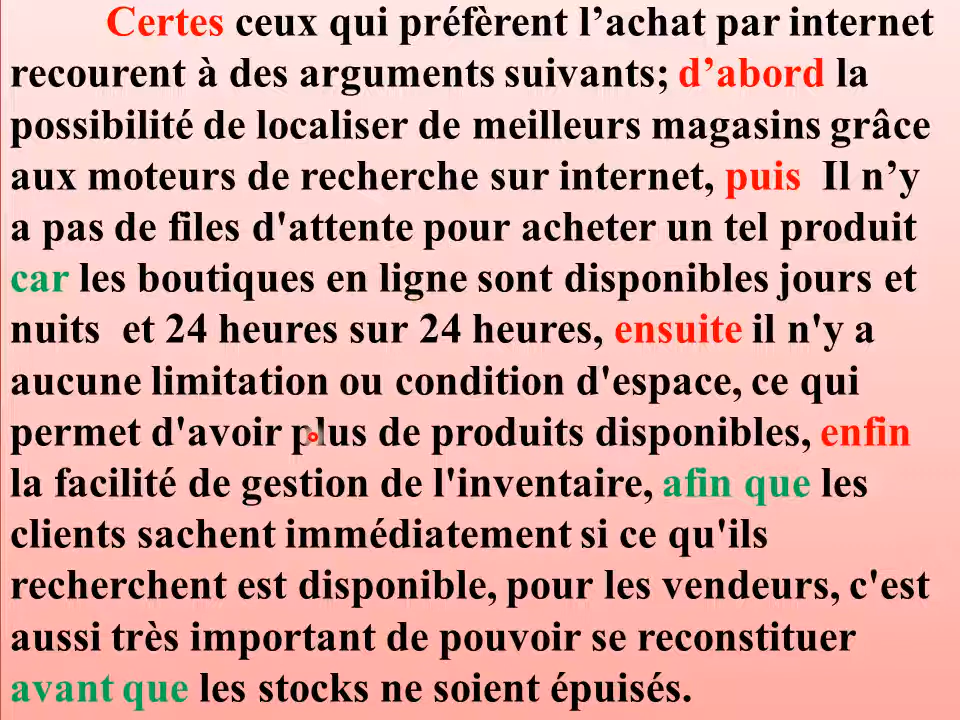 Certes ceux qui préfèrent l’achat par internet
recourent à des arguments suivants; d’abord la
possibilité de localiser de meilleurs magasins grâce
aux moteurs de recherche sur internet, puis  Il n’y
a pas de files d'attente pour acheter un tel produit
car les boutiques en ligne sont disponibles jours et
nuits  et 24 heures sur 24 heures, ensuite il n'y a
aucune limitation ou condition d'espace, ce qui
permet d'avoir plus de produits disponibles, enfin
la facilité de gestion de l'inventaire, afin que les
clients sachent immédiatement si ce qu'ils
recherchent est disponible, pour les vendeurs, c'est
aussi très important de pouvoir se reconstituer
avant que les stocks ne soient épuisés.